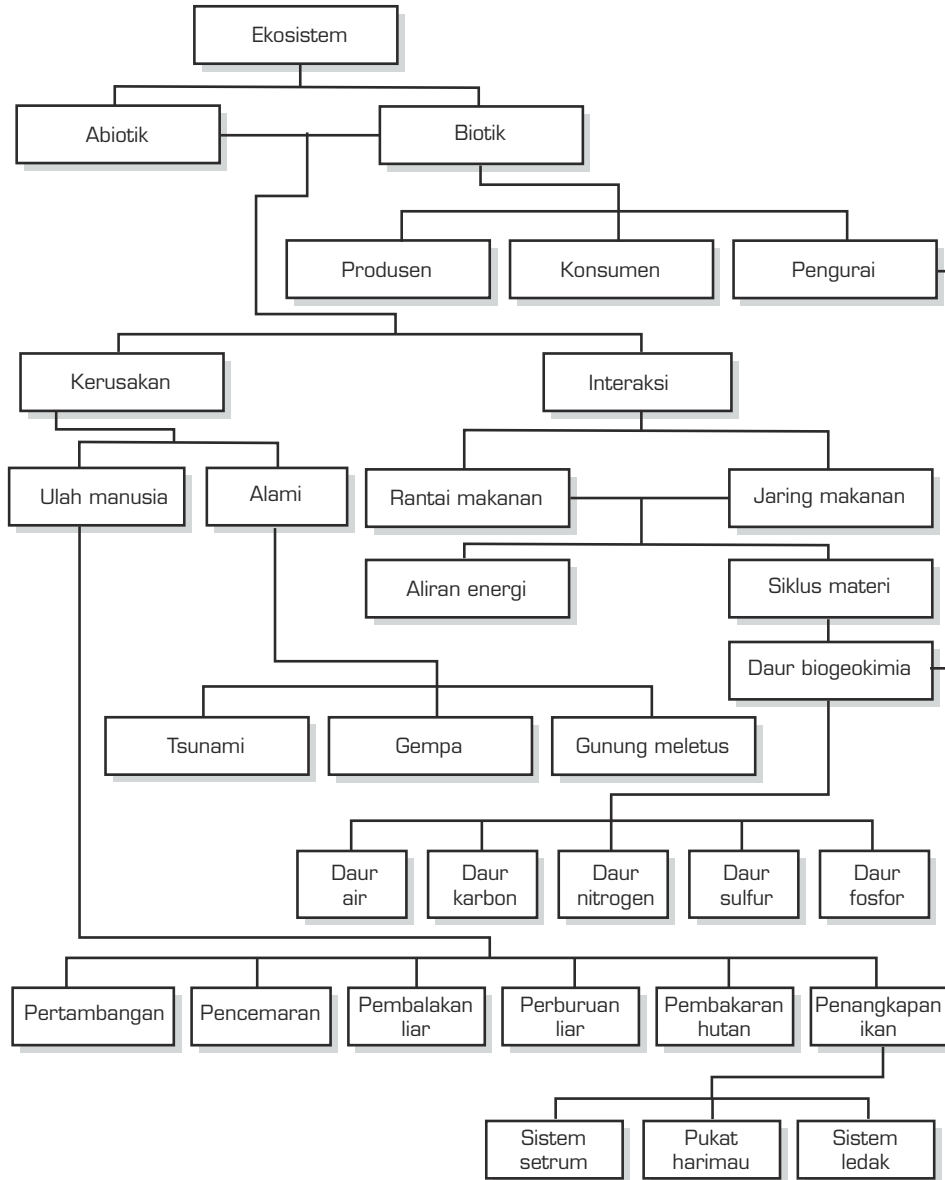 Ekosistem
Abiotik
Biotik
Produsen
Konsumen
Pengurai
Kerusakan
Interaksi
Ulah manusia
Alami
Rantai makanan
Jaring makanan
Aliran energi
Siklus materi
Daur biogeokimia
Tsunami
Gempa
Gunung meletus
Daur
air
Daur
karbon
Daur
nitrogen
Daur
sulfur
Daur
fosfor
Pertambangan
Pencemaran
Pembalakan
liar
Perburuan
liar
Pembakaran
hutan
Penangkapan
ikan
Sistem
setrum
Pukat
harimau
Sistem
ledak